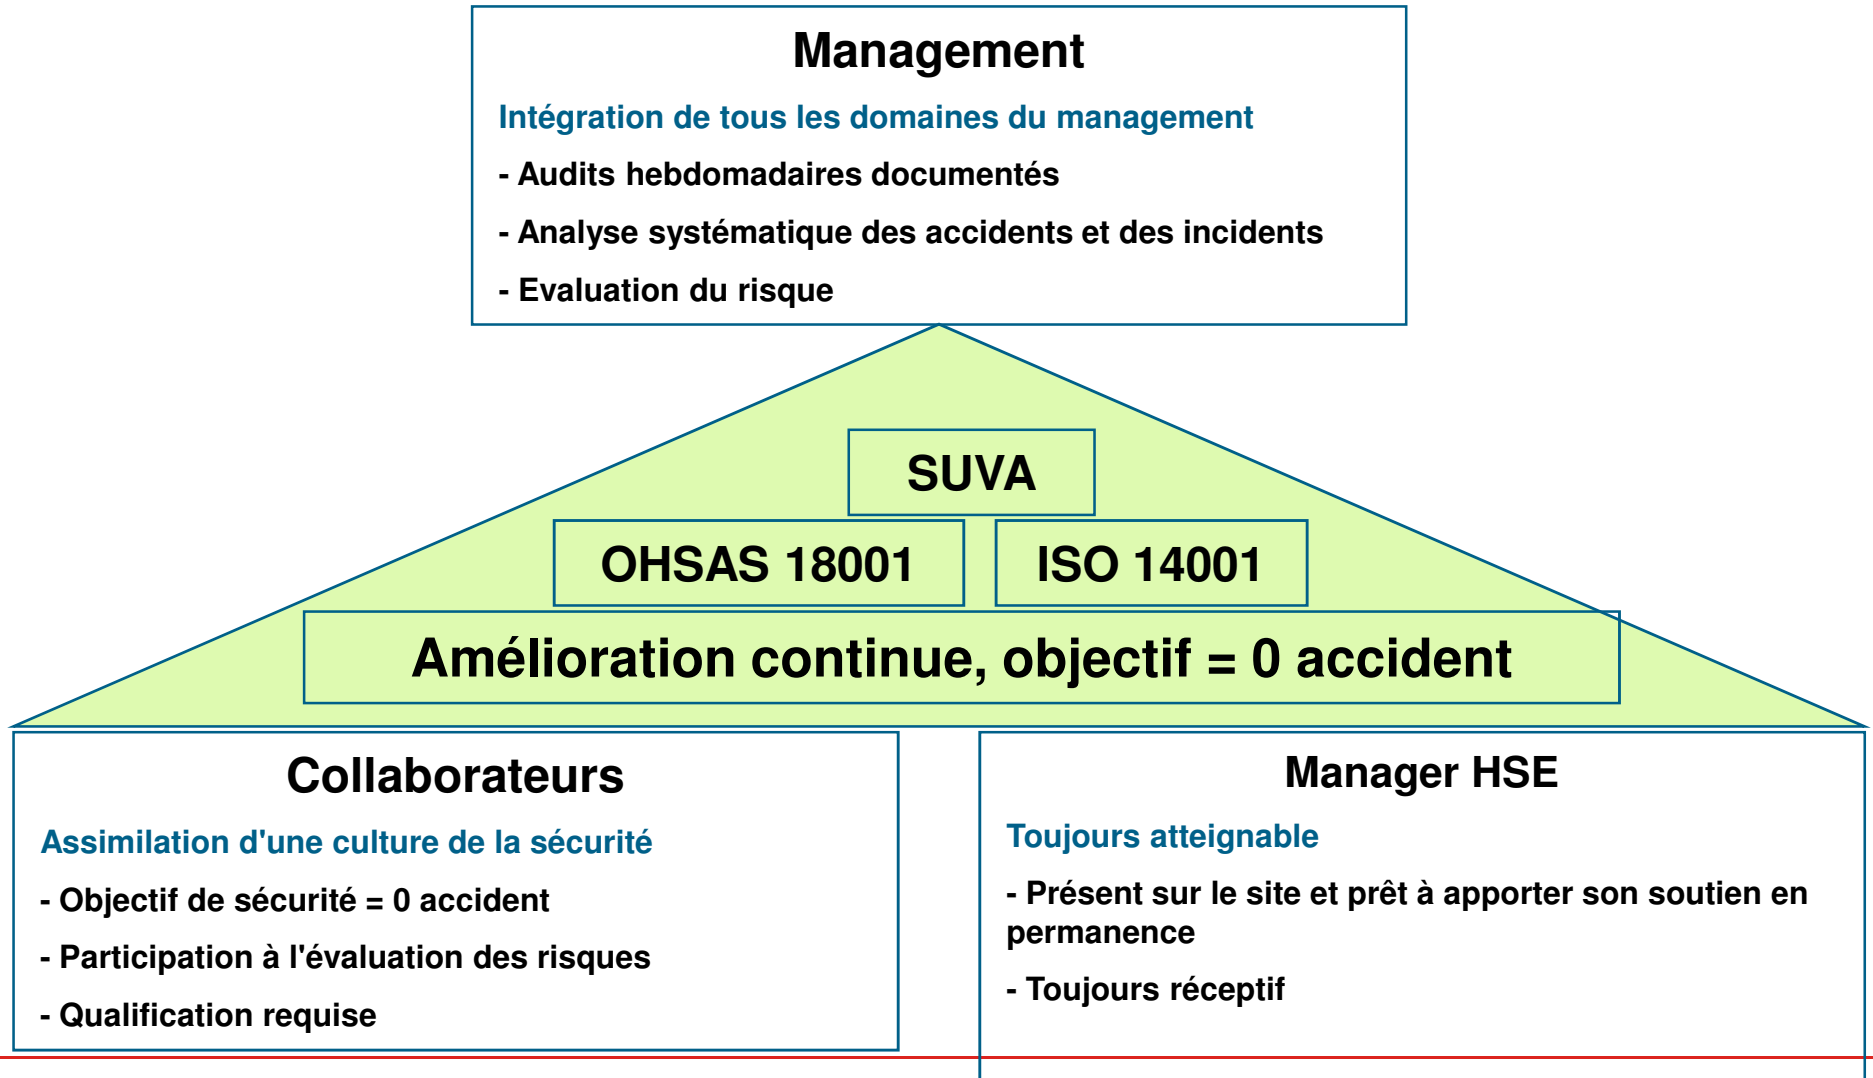 Management
Intégration de tous les domaines du management
- Audits hebdomadaires documentés
- Analyse systématique des accidents et des incidents
- Evaluation du risque
SUVA
OHSAS 18001
ISO 14001
Amélioration continue, objectif = 0 accident
Collaborateurs
Assimilation d'une culture de la sécurité
- Objectif de sécurité = 0 accident
- Participation à l'évaluation des risques
- Qualification requise
Manager HSE
Toujours atteignable
- Présent sur le site et prêt à apporter son soutien en
permanence
- Toujours réceptif